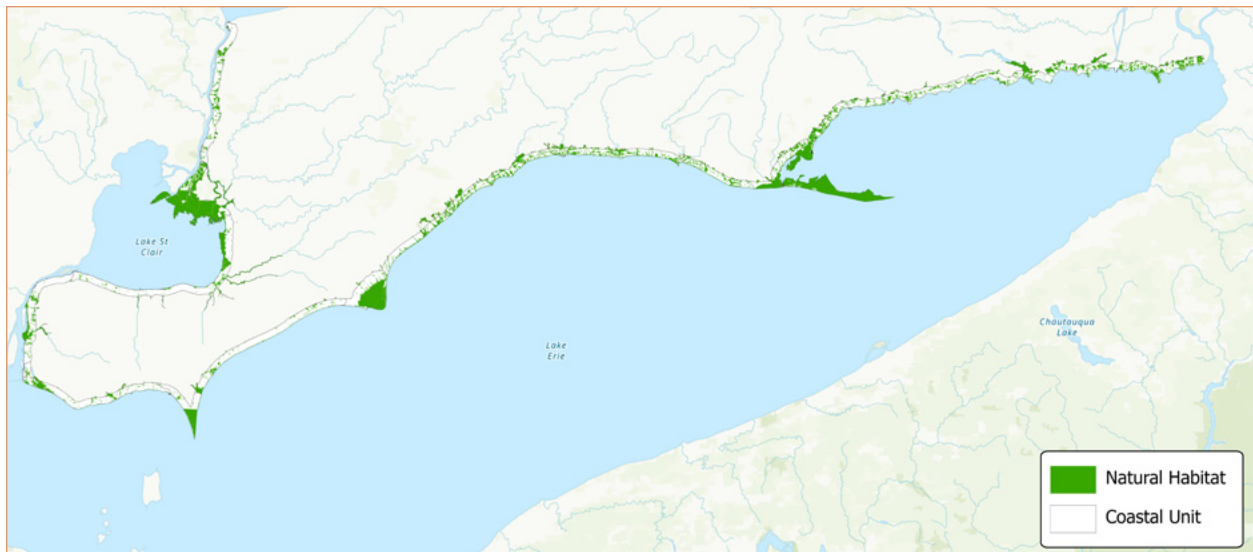 Lake St
Clair
Lake
Erie
Chautauqua
Lake
Natural Habitat
Coastal Unit